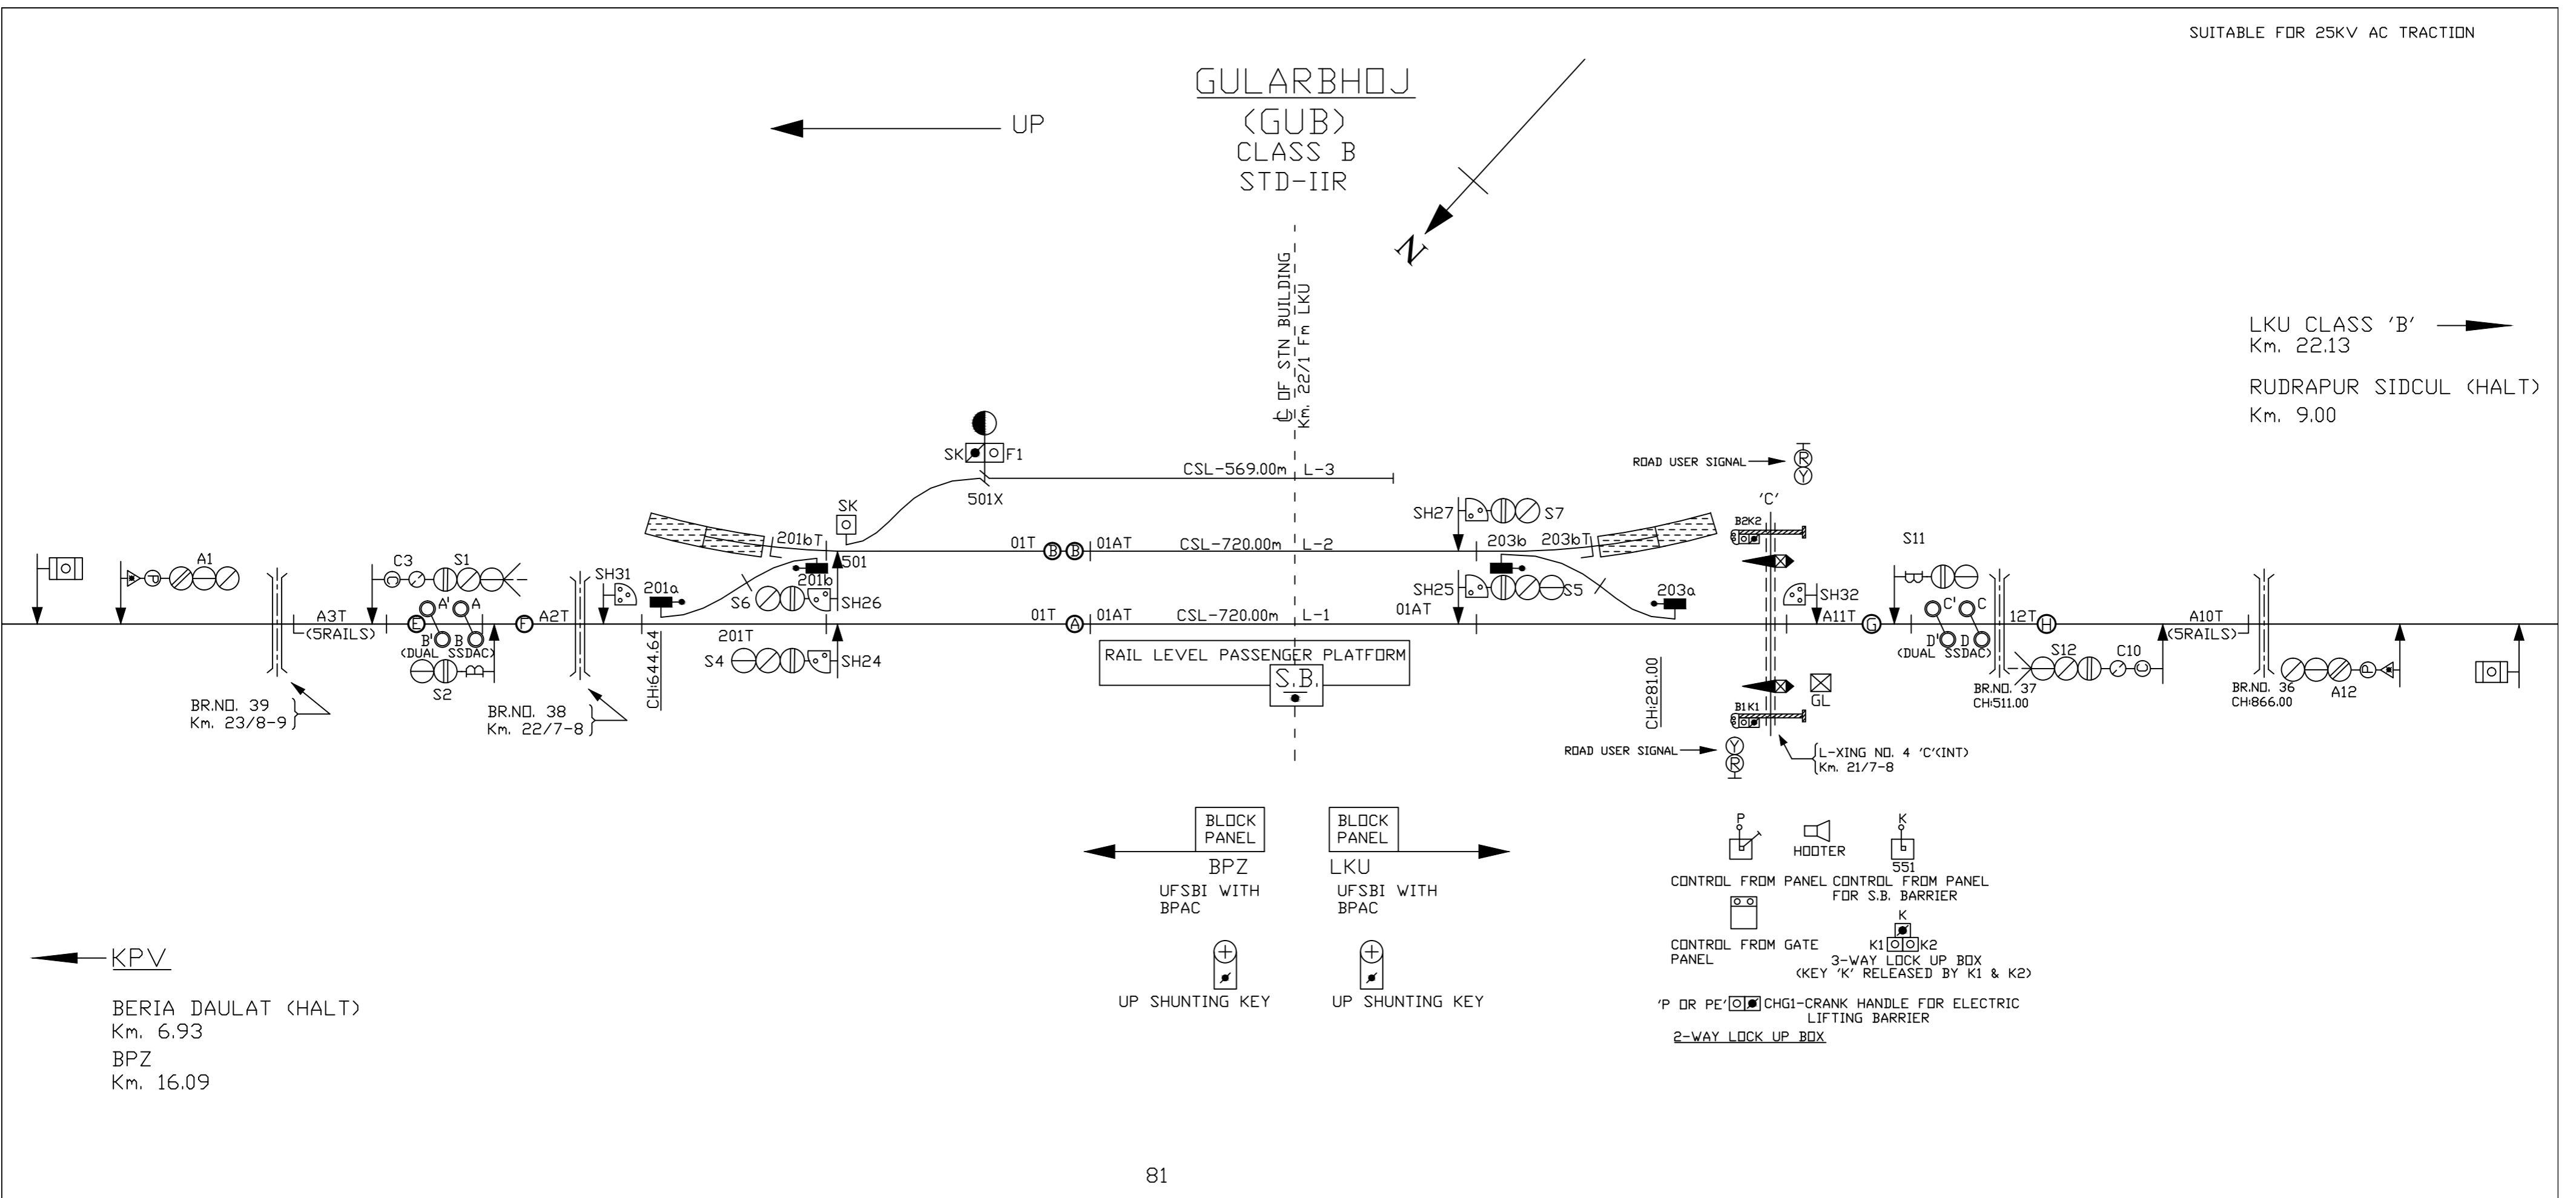 SUITABLE FOR 25KV AC TRACTION
GULARBHOJ
(GUB)
CLASS B
STD-IIR
UP
N
℄ OF STN BUILDING
Km. 22/1 Fm LKU
LKU CLASS 'B'
Km. 22.13
RUDRAPUR SIDCUL (HALT)
Km. 9.00
SK F1
501X
CSL-569.00m L-3
ROAD USER SIGNAL
R
Y
'C'
SK
501
201bT
01T B B 01AT
CSL-720.00m L-2
SH27 S7
203b 203bT
B2K2
S11
A1
P
C3 S1
C
SH31
201a
201b
S6 SH26
SH25 S5
203a
SH32
A3T
(5RAILS)
E
A' A
B' B
(DUAL SSDAC)
F A2T
S2
B
201T
01T A 01AT
CSL-720.00m L-1
01AT
A11T G
B
C' C
D' D
(DUAL SSDAC)
12T H
A10T
(5RAILS)
S4 SH24
CH:644.64
RAIL LEVEL PASSENGER PLATFORM
S.B.
CH:281.00
GL
B1K1
S12 C10
C
P
A12
BR.NO. 39
Km. 23/8-9
BR.NO. 38
Km. 22/7-8
BR.NO. 37
CH:511.00
BR.NO. 36
CH:866.00
ROAD USER SIGNAL
Y
R
L-XING NO. 4 'C'(INT)
Km. 21/7-8
BLOCK
PANEL
BPZ
UFSBI WITH
BPAC
UP SHUNTING KEY
BLOCK
PANEL
LKU
UFSBI WITH
BPAC
UP SHUNTING KEY
P
CONTROL FROM PANEL
HOOTER
K
551
CONTROL FROM PANEL
FOR S.B. BARRIER
CONTROL FROM GATE
PANEL
K
K1 K2
3-WAY LOCK UP BOX
(KEY 'K' RELEASED BY K1 & K2)
'P OR PE' CHG1-CRANK HANDLE FOR ELECTRIC
LIFTING BARRIER
2-WAY LOCK UP BOX
KPV
BERIA DAULAT (HALT)
Km. 6.93
BPZ
Km. 16.09
81